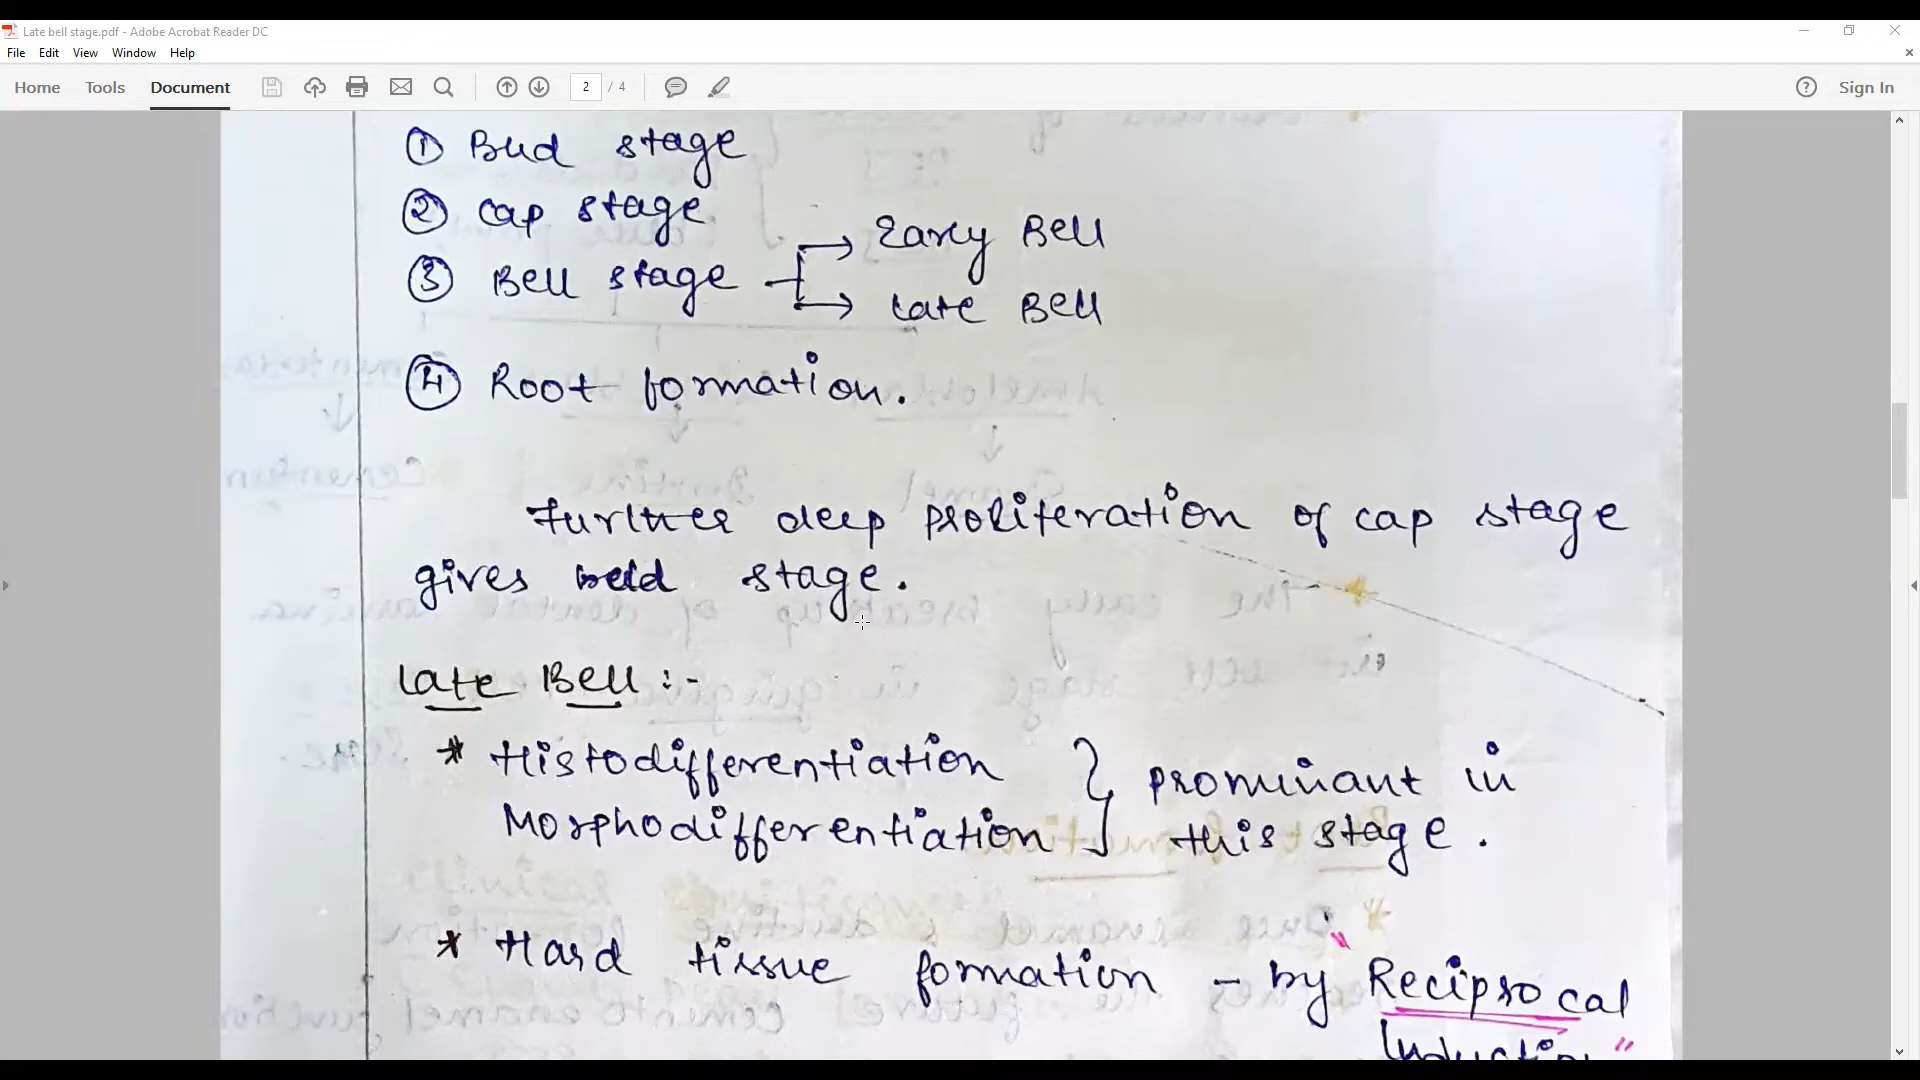 Late bell stage.pdf - Adobe Acrobat Reader DC
File Edit View Window Help
Home Tools Document 2 / 4 Sign In
① Bud stage
② Cap stage
③ Bell stage → Early Bell
→ Late Bell
④ Root formation.
Further deep proliferation of cap stage
gives stage.
Late Bell :-
* Histodifferentiation } prominant in
Morphodifferentiation this stage.
* Hard tissue formation - by "Reciprocal
Induction"